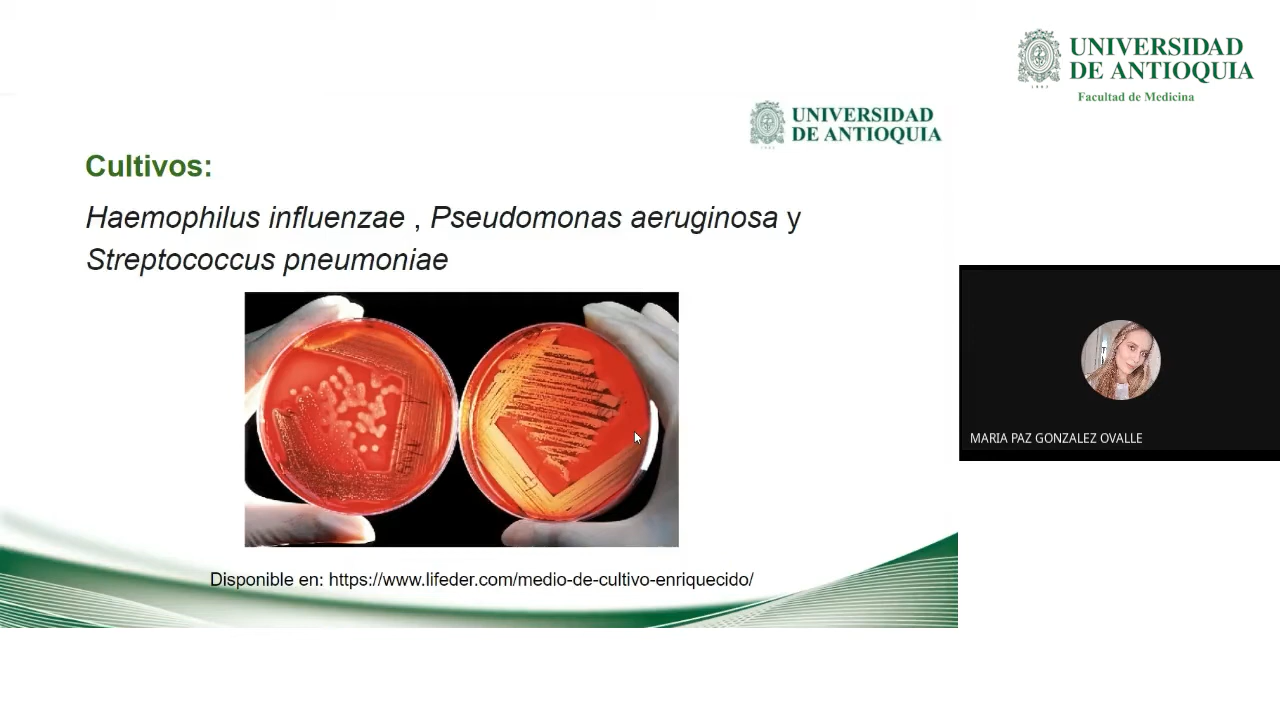 UNIVERSIDAD
DE ANTIOQUIA
Facultad de Medicina
UNIVERSIDAD
DE ANTIOQUIA
Cultivos:
Haemophilus influenzae , Pseudomonas aeruginosa y
Streptococcus pneumoniae
Disponible en: https://www.lifeder.com/medio-de-cultivo-enriquecido/
MARIA PAZ GONZALEZ OVALLE